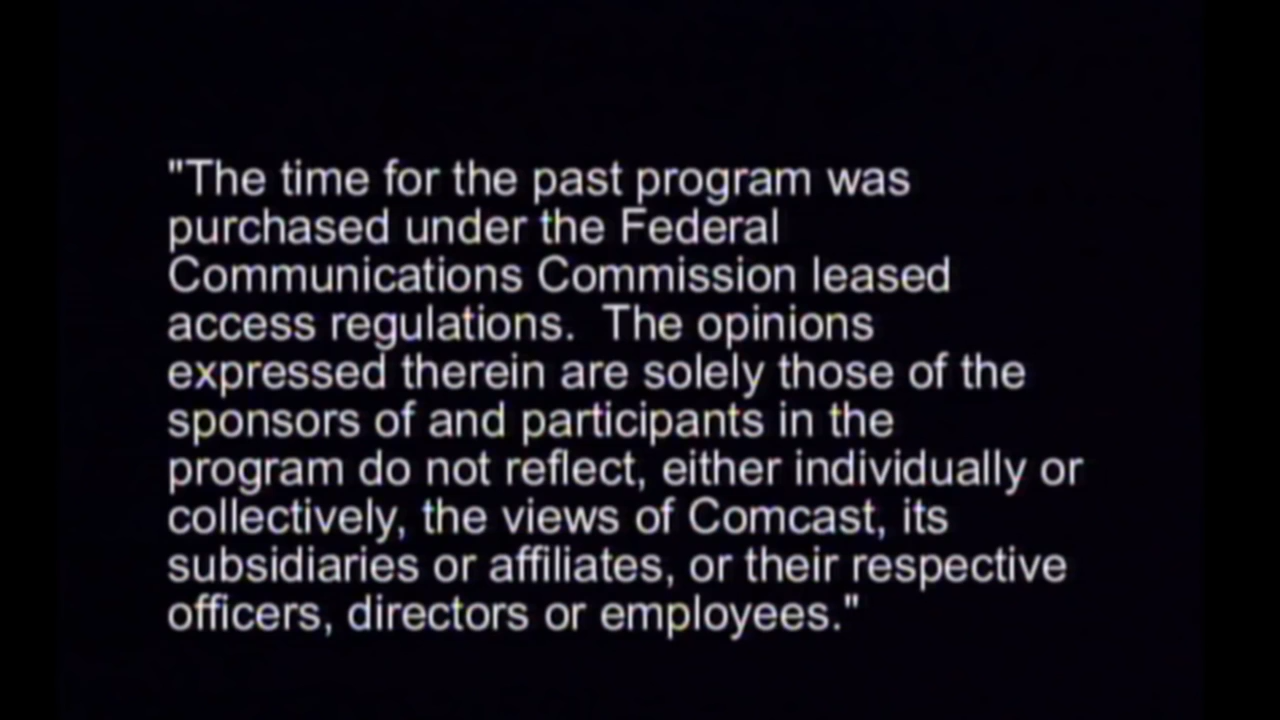 "The time for the past program was
purchased under the Federal
Communications Commission leased
access regulations.  The opinions
expressed therein are solely those of the
sponsors of and participants in the
program do not reflect, either individually or
collectively, the views of Comcast, its
subsidiaries or affiliates, or their respective
officers, directors or employees."